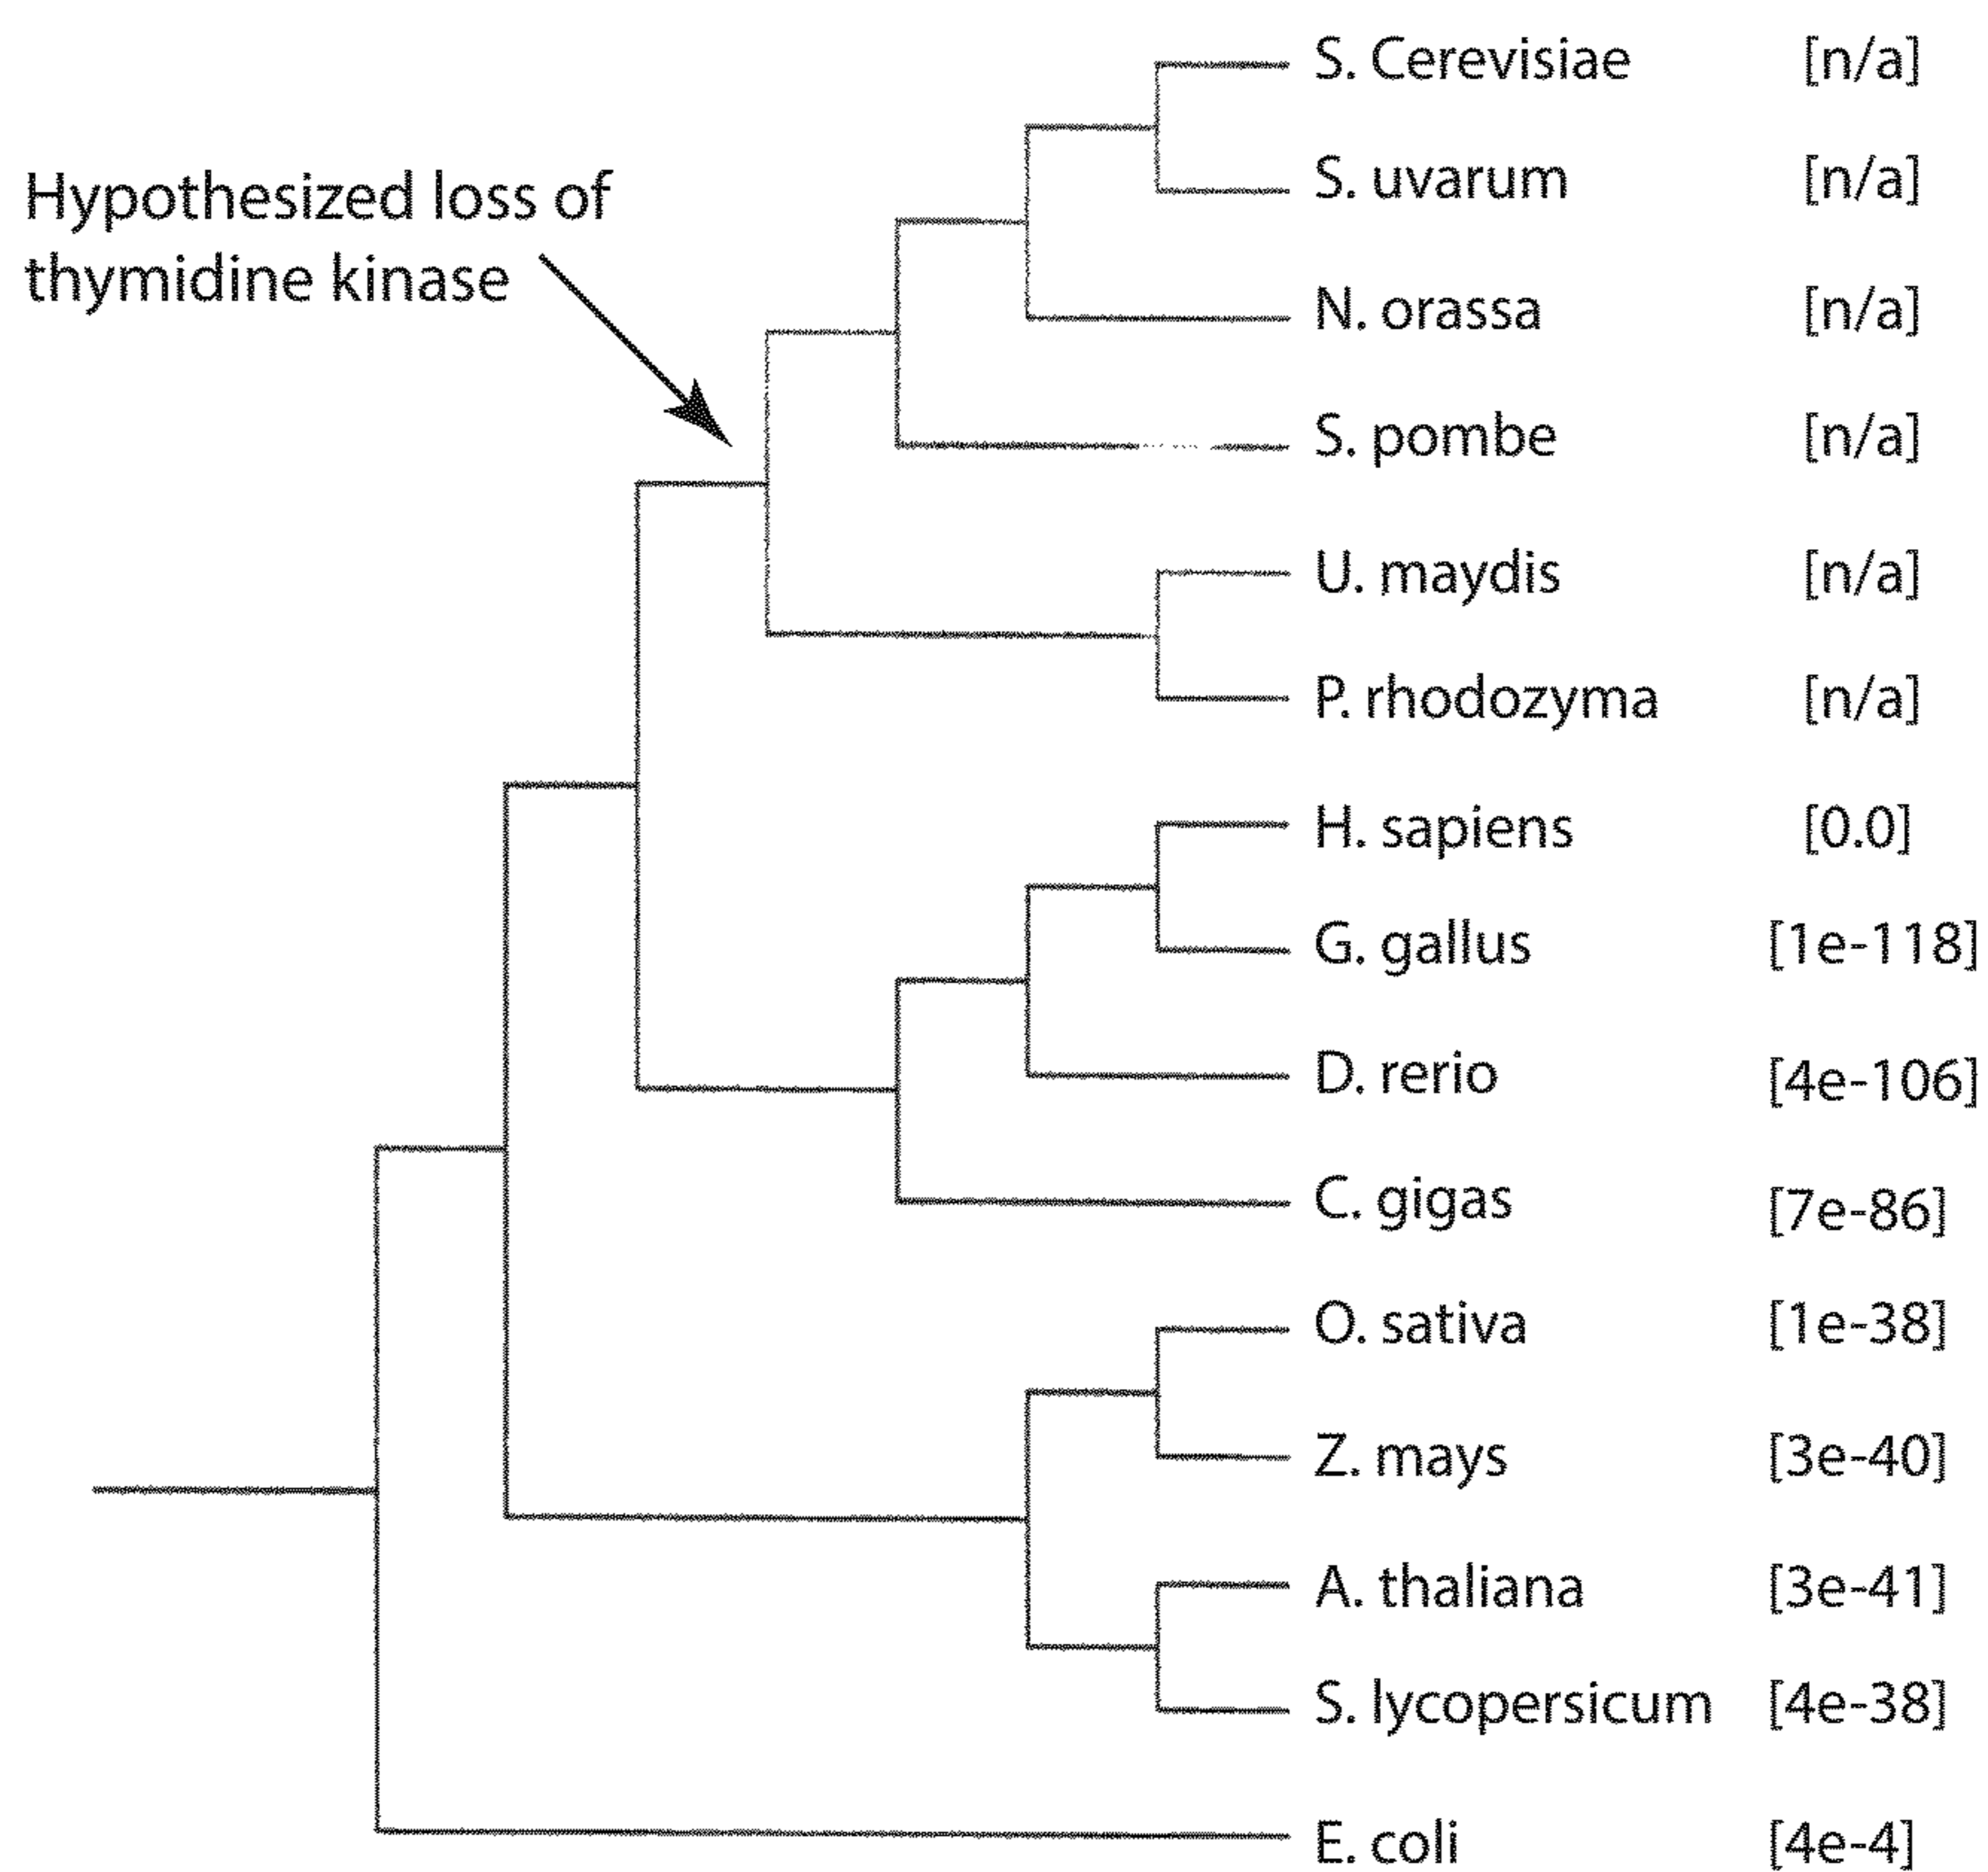 Hypothesized loss of
thymidine kinase
S. Cerevisiae [n/a]
S. uvarum [n/a]
N. orassa [n/a]
S. pombe [n/a]
U. maydis [n/a]
P. rhodozyma [n/a]
H. sapiens [0.0]
G. gallus [1e-118]
D. rerio [4e-106]
C. gigas [7e-86]
O. sativa [1e-38]
Z. mays [3e-40]
A. thaliana [3e-41]
S. lycopersicum [4e-38]
E. coli [4e-4]